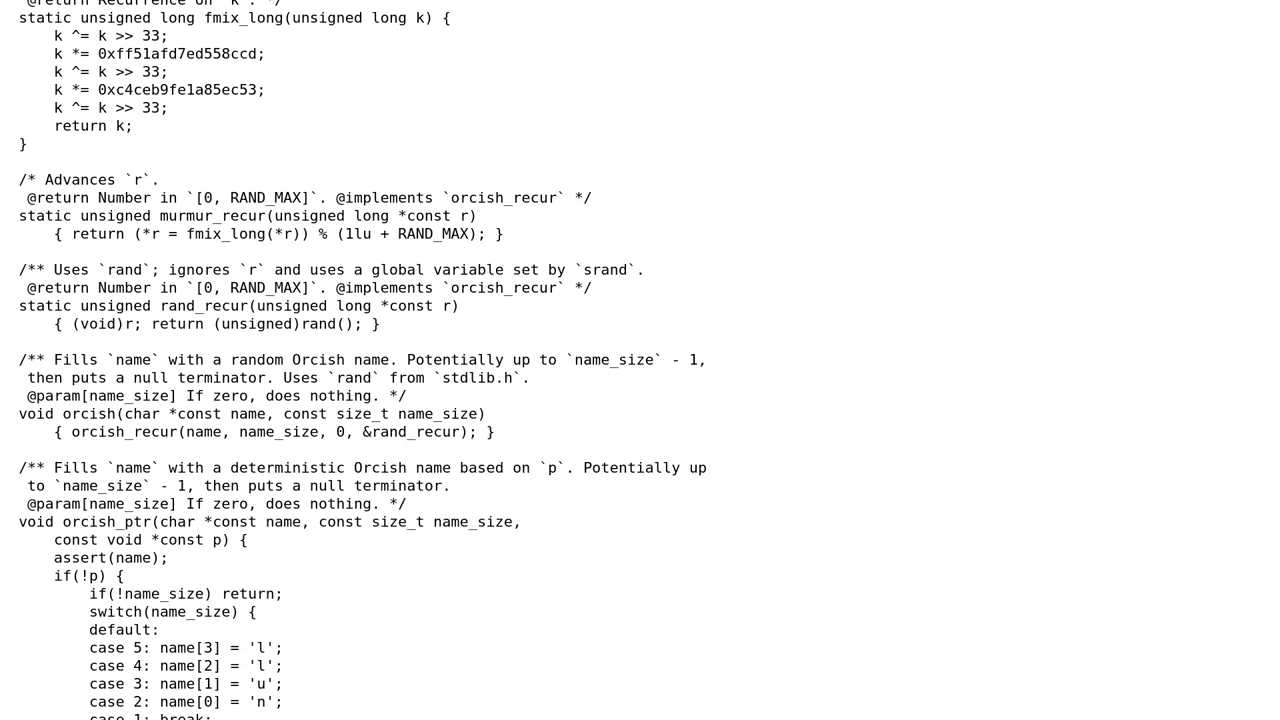 @return Recurrence on `k`. */
static unsigned long fmix_long(unsigned long k) {
    k ^= k >> 33;
    k *= 0xff51afd7ed558ccd;
    k ^= k >> 33;
    k *= 0xc4ceb9fe1a85ec53;
    k ^= k >> 33;
    return k;
}

/* Advances `r`.
 @return Number in `[0, RAND_MAX]`. @implements `orcish_recur` */
static unsigned murmur_recur(unsigned long *const r)
    { return (*r = fmix_long(*r)) % (1lu + RAND_MAX); }

/** Uses `rand`; ignores `r` and uses a global variable set by `srand`.
 @return Number in `[0, RAND_MAX]`. @implements `orcish_recur` */
static unsigned rand_recur(unsigned long *const r)
    { (void)r; return (unsigned)rand(); }

/** Fills `name` with a random Orcish name. Potentially up to `name_size` - 1,
 then puts a null terminator. Uses `rand` from `stdlib.h`.
 @param[name_size] If zero, does nothing. */
void orcish(char *const name, const size_t name_size)
    { orcish_recur(name, name_size, 0, &rand_recur); }

/** Fills `name` with a deterministic Orcish name based on `p`. Potentially up
 to `name_size` - 1, then puts a null terminator.
 @param[name_size] If zero, does nothing. */
void orcish_ptr(char *const name, const size_t name_size,
    const void *const p) {
    assert(name);
    if(!p) {
        if(!name_size) return;
        switch(name_size) {
        default:
        case 5: name[3] = 'l';
        case 4: name[2] = 'l';
        case 3: name[1] = 'u';
        case 2: name[0] = 'n';
        case 1: break;